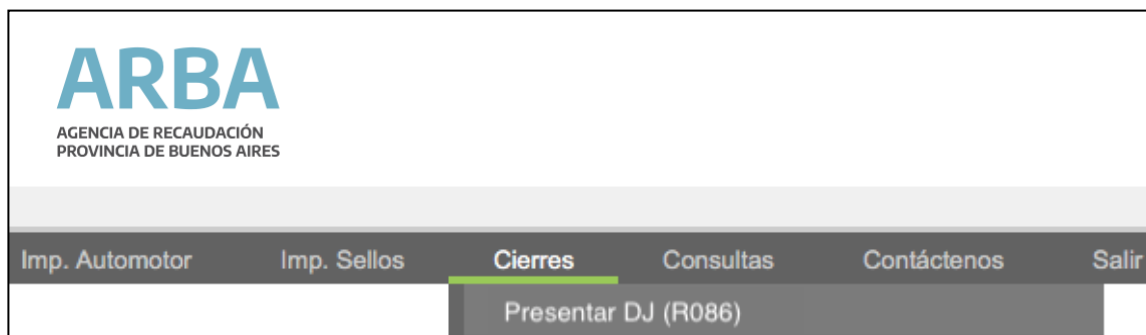 ARBA
AGENCIA DE RECAUDACIÓN
PROVINCIA DE BUENOS AIRES
Imp. Automotor Imp. Sellos Cierres Consultas Contáctenos Salir
Presentar DJ (R086)